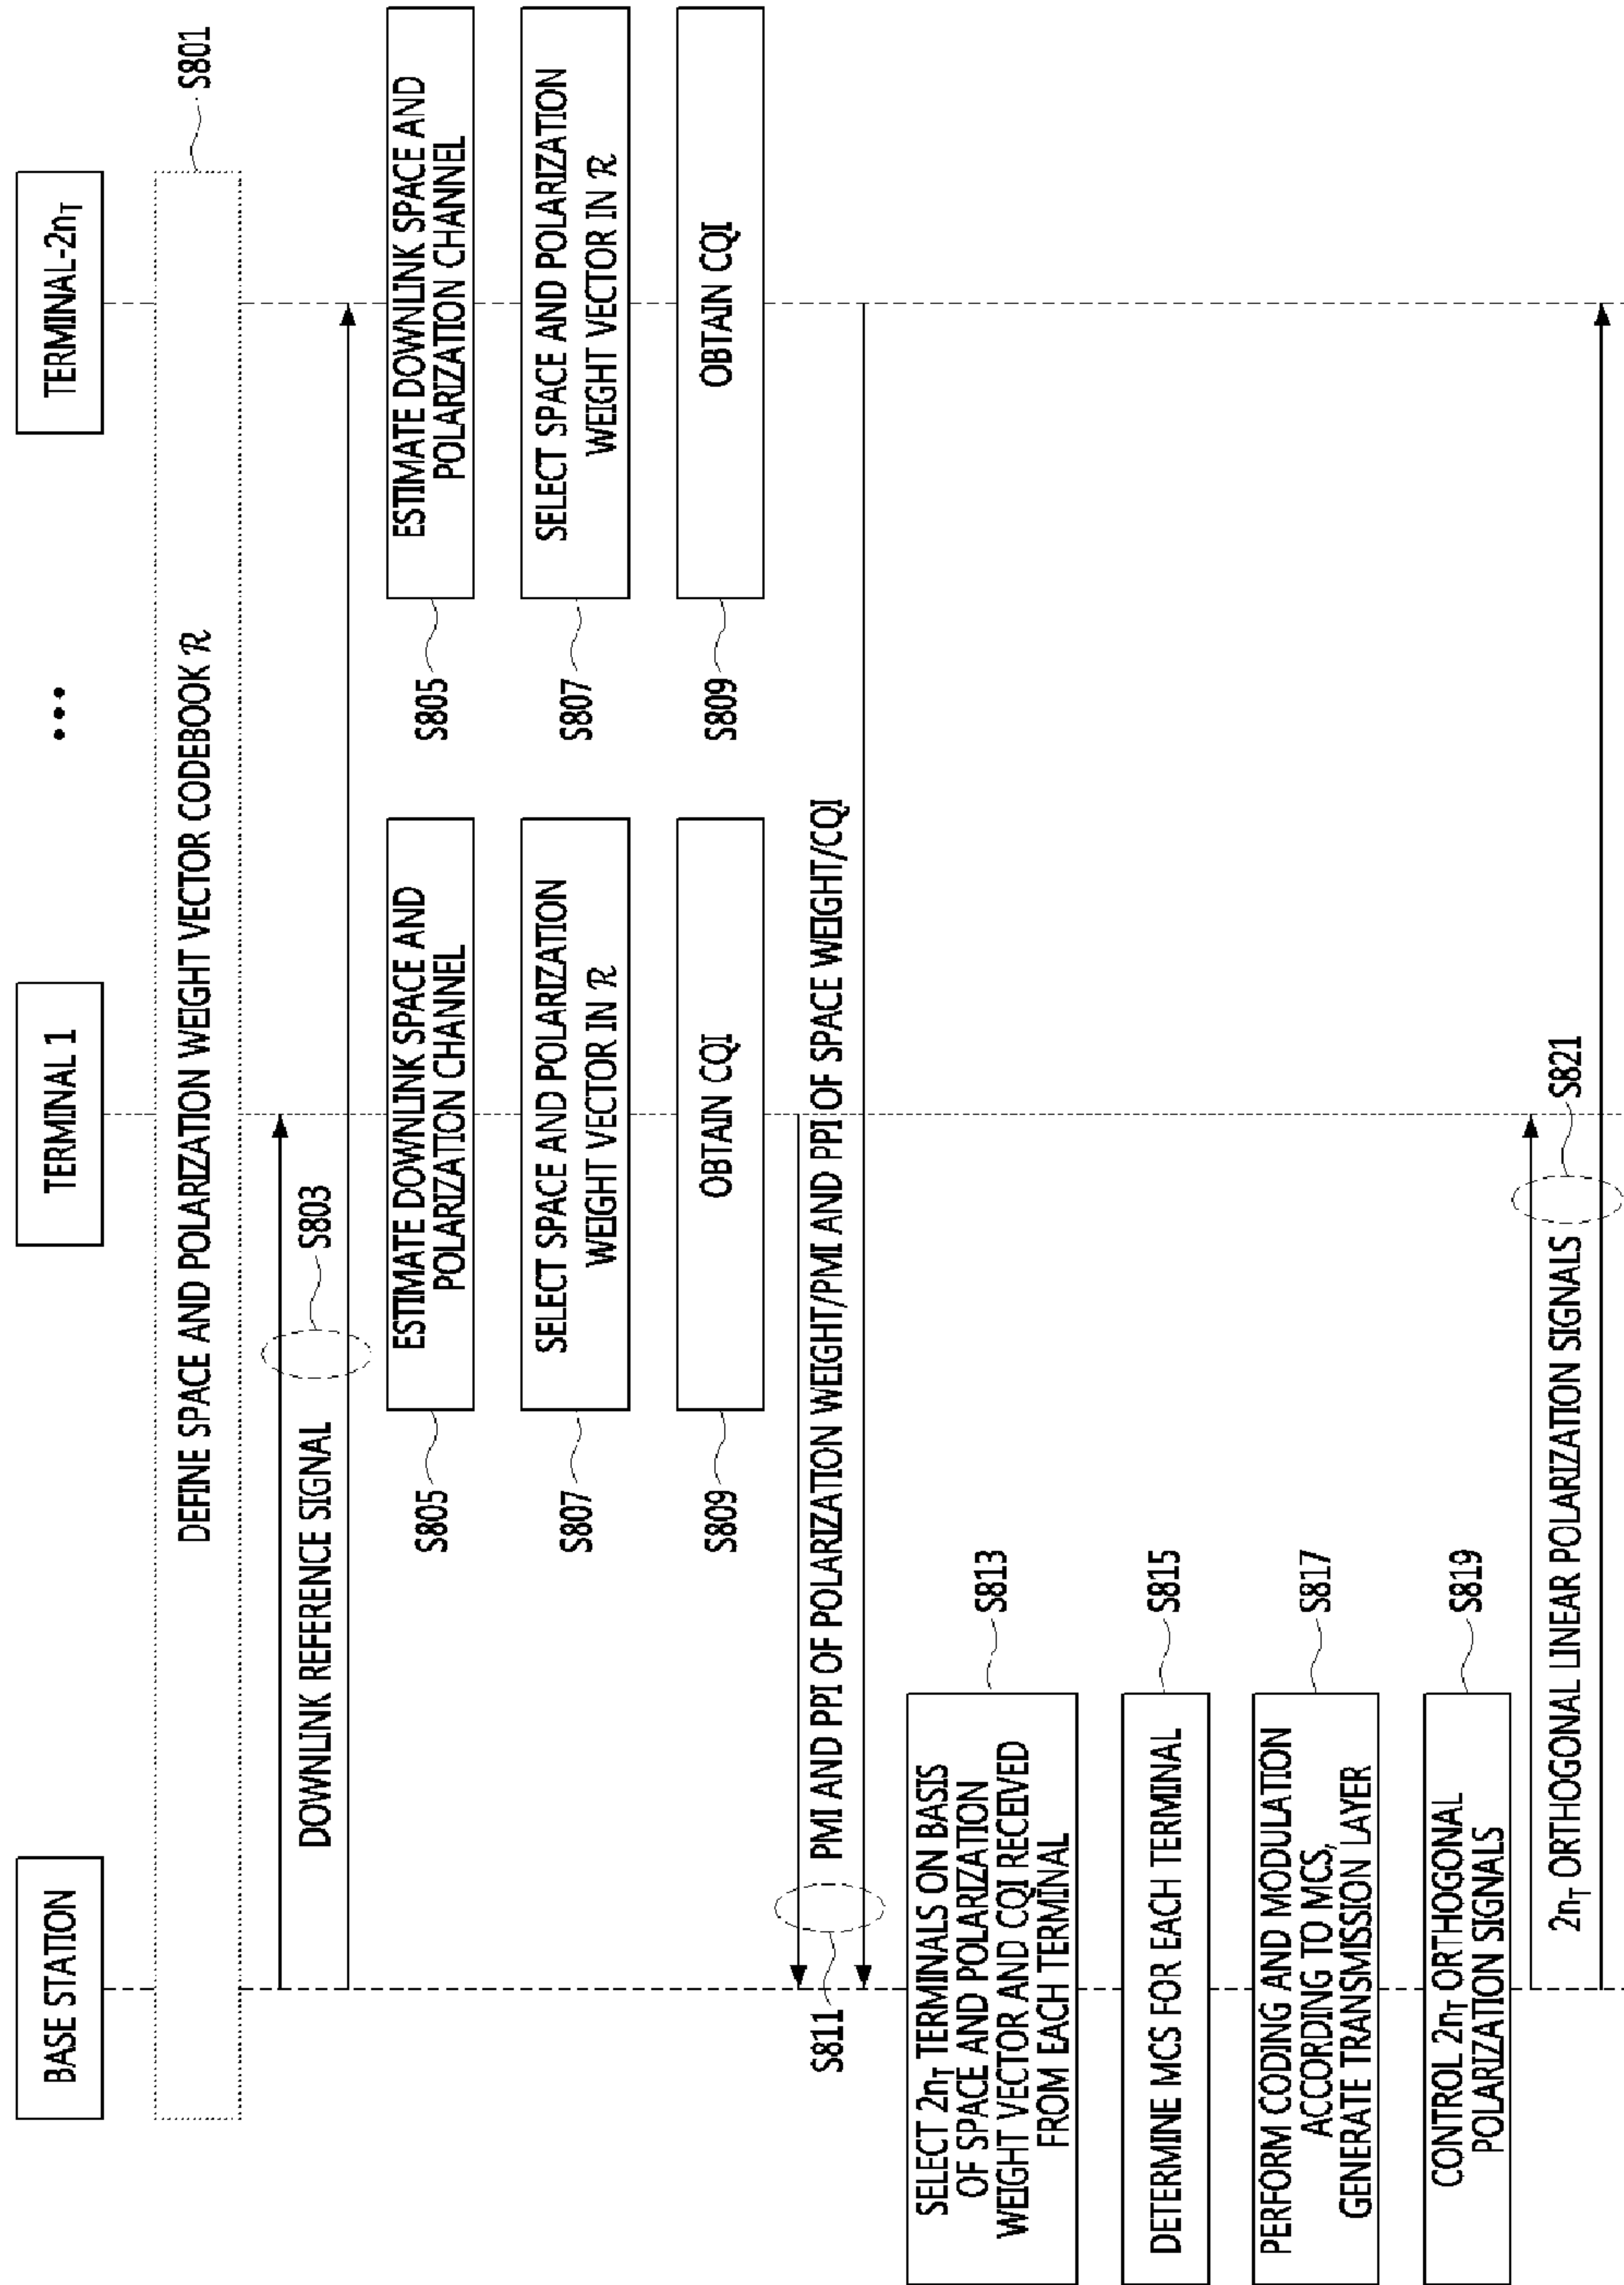 BASE STATION
TERMINAL 1
•••
TERMINAL-2nT
DEFINE SPACE AND POLARIZATION WEIGHT VECTOR CODEBOOK ℛ
S801
DOWNLINK REFERENCE SIGNAL
S803
ESTIMATE DOWNLINK SPACE AND
POLARIZATION CHANNEL
S805
ESTIMATE DOWNLINK SPACE AND
POLARIZATION CHANNEL
S805
SELECT SPACE AND POLARIZATION
WEIGHT VECTOR IN ℛ
S807
SELECT SPACE AND POLARIZATION
WEIGHT VECTOR IN ℛ
S807
OBTAIN CQI
S809
OBTAIN CQI
S809
PMI AND PPI OF POLARIZATION WEIGHT/PMI AND PPI OF SPACE WEIGHT/CQI
S811
SELECT 2nT TERMINALS ON BASIS
OF SPACE AND POLARIZATION
WEIGHT VECTOR AND CQI RECEIVED
FROM EACH TERMINAL
S813
DETERMINE MCS FOR EACH TERMINAL
S815
PERFORM CODING AND MODULATION
ACCORDING TO MCS,
GENERATE TRANSMISSION LAYER
S817
CONTROL 2nT ORTHOGONAL
POLARIZATION SIGNALS
S819
2nT ORTHOGONAL LINEAR POLARIZATION SIGNALS
S821